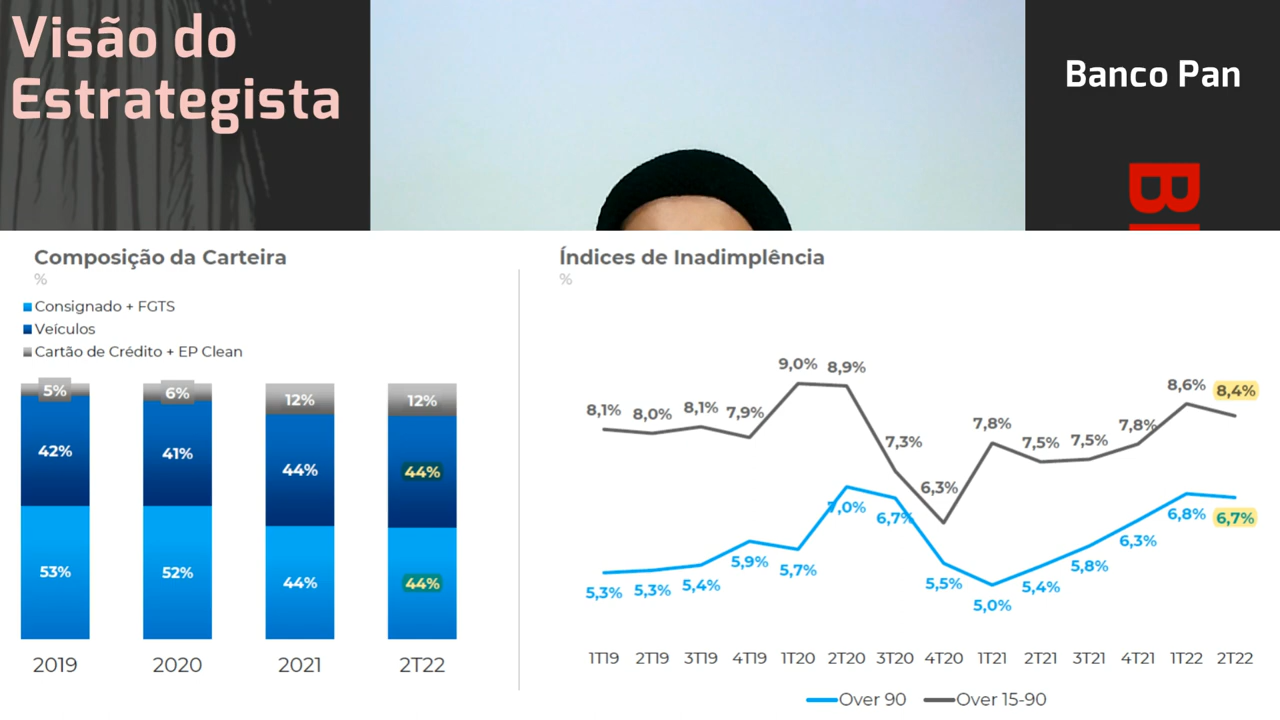 Visão do
Estrategista
Banco Pan
Composição da Carteira
%
Consignado + FGTS
Veículos
Cartão de Crédito + EP Clean
5% 6% 12% 12%
42% 41% 44% 44%
53% 52% 44% 44%
2019 2020 2021 2T22
Índices de Inadimplência
%
8,1% 8,0% 8,1% 7,9% 9,0% 8,9% 7,3% 6,3% 7,8% 7,5% 7,5% 7,8% 8,6% 8,4%
5,3% 5,3% 5,4% 5,9% 5,7% 7,0% 6,7% 5,5% 5,0% 5,4% 5,8% 6,3% 6,8% 6,7%
1T19 2T19 3T19 4T19 1T20 2T20 3T20 4T20 1T21 2T21 3T21 4T21 1T22 2T22
Over 90 Over 15-90